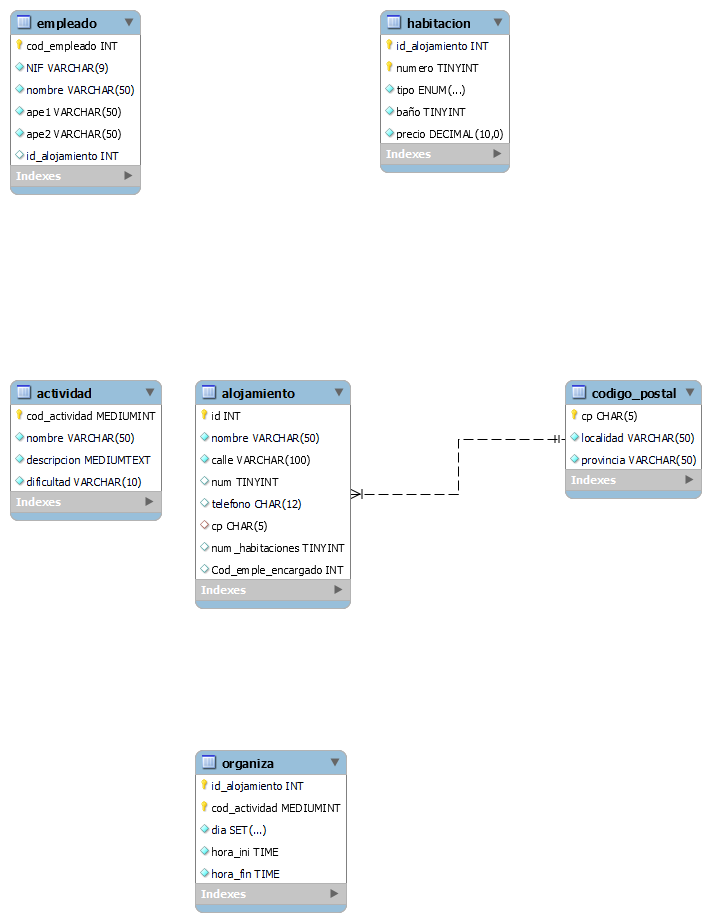 empleado
cod_empleado INT
NIF VARCHAR(9)
nombre VARCHAR(50)
ape1 VARCHAR(50)
ape2 VARCHAR(50)
id_alojamiento INT
Indexes
habitacion
id_alojamiento INT
numero TINYINT
tipo ENUM(...)
baño TINYINT
precio DECIMAL(10,0)
Indexes
actividad
cod_actividad MEDIUMINT
nombre VARCHAR(50)
descripcion MEDIUMTEXT
dificultad VARCHAR(10)
Indexes
alojamiento
id INT
nombre VARCHAR(50)
calle VARCHAR(100)
num TINYINT
telefono CHAR(12)
cp CHAR(5)
num_habitaciones TINYINT
Cod_emple_encargado INT
Indexes
codigo_postal
cp CHAR(5)
localidad VARCHAR(50)
provincia VARCHAR(50)
Indexes
organiza
id_alojamiento INT
cod_actividad MEDIUMINT
dia SET(...)
hora_ini TIME
hora_fin TIME
Indexes